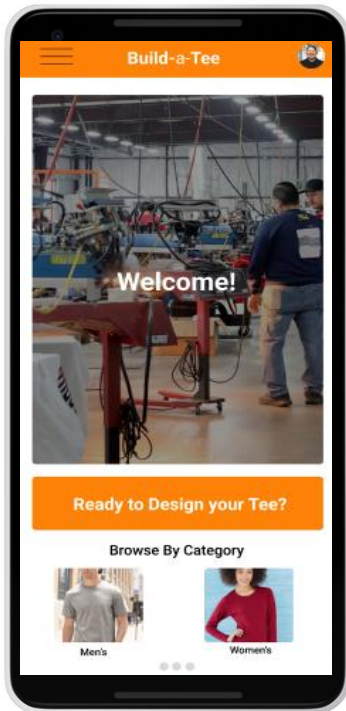 Build-a-Tee
Welcome!
Ready to Design your Tee?
Browse By Category
Men's
Women's